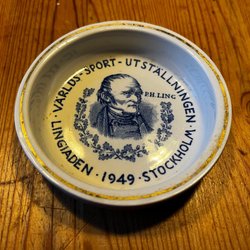 · VÄRLDS-SPORT-UTSTÄLLNINGEN ·
LINGIADEN · 1949 · STOCKHOLM
P.H. LING